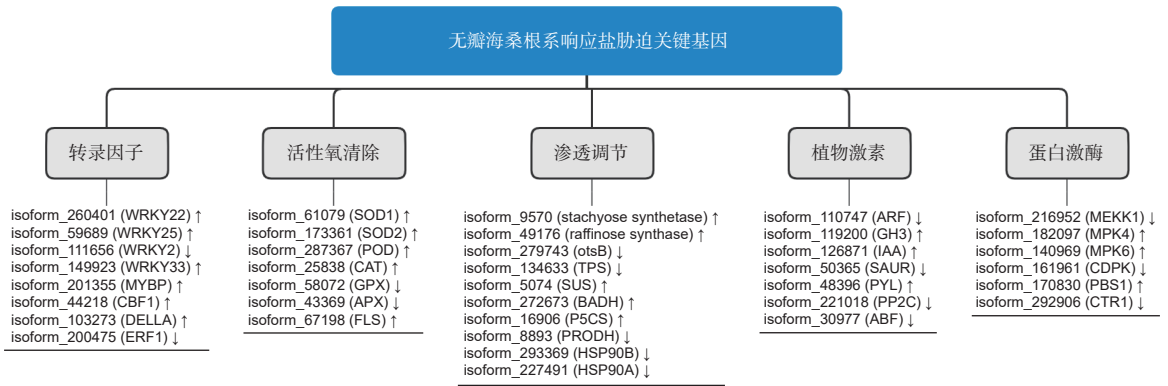 无瓣海桑根系响应盐胁迫关键基因
转录因子
isoform_260401 (WRKY22) ↑
isoform_59689 (WRKY25) ↑
isoform_111656 (WRKY2) ↓
isoform_149923 (WRKY33) ↑
isoform_201355 (MYBP) ↑
isoform_44218 (CBF1) ↑
isoform_103273 (DELLA) ↑
isoform_200475 (ERF1) ↓
活性氧清除
isoform_61079 (SOD1) ↑
isoform_173361 (SOD2) ↑
isoform_287367 (POD) ↑
isoform_25838 (CAT) ↑
isoform_58072 (GPX) ↓
isoform_43369 (APX) ↓
isoform_67198 (FLS) ↑
渗透调节
isoform_9570 (stachyose synthetase) ↑
isoform_49176 (raffinose synthase) ↑
isoform_279743 (otsB) ↓
isoform_134633 (TPS) ↓
isoform_5074 (SUS) ↑
isoform_272673 (BADH) ↑
isoform_16906 (P5CS) ↑
isoform_8893 (PRODH) ↓
isoform_293369 (HSP90B) ↓
isoform_227491 (HSP90A) ↓
植物激素
isoform_110747 (ARF) ↓
isoform_119200 (GH3) ↑
isoform_126871 (IAA) ↑
isoform_50365 (SAUR) ↓
isoform_48396 (PYL) ↑
isoform_221018 (PP2C) ↓
isoform_30977 (ABF) ↓
蛋白激酶
isoform_216952 (MEKK1) ↓
isoform_182097 (MPK4) ↑
isoform_140969 (MPK6) ↑
isoform_161961 (CDPK) ↓
isoform_170830 (PBS1) ↑
isoform_292906 (CTR1) ↓